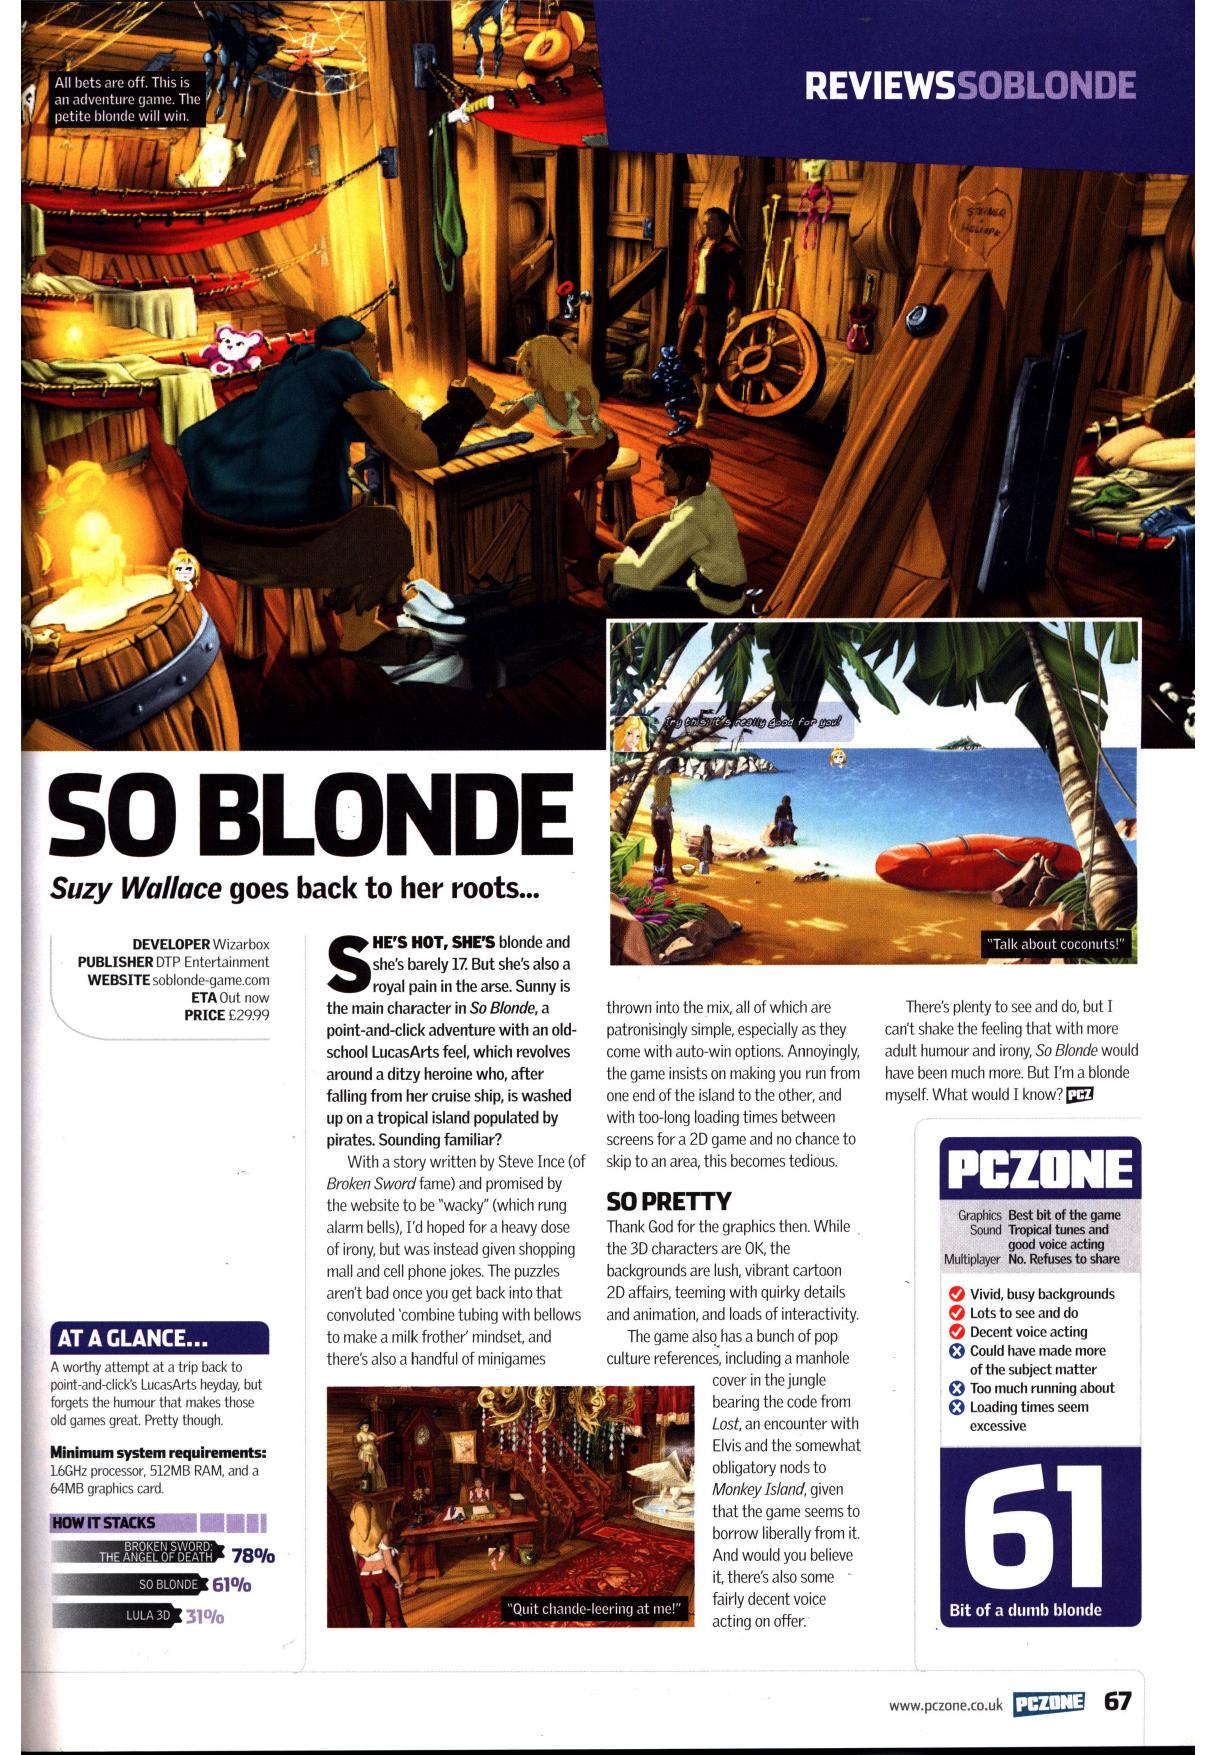 All bets are off. This is
an adventure game. The
petite blonde will win.
REVIEWSSOBLONDE
STEINER
+
HELIOPE
Try this, it's really good for you!
"Talk about coconuts!"
SO BLONDE
Suzy Wallace goes back to her roots...
DEVELOPER Wizarbox
PUBLISHER DTP Entertainment
WEBSITE soblonde-game.com
ETA Out now
PRICE £29.99
SHE'S HOT, SHE'S blonde and
she's barely 17. But she's also a
royal pain in the arse. Sunny is
the main character in So Blonde, a
point-and-click adventure with an old-
school LucasArts feel, which revolves
around a ditzy heroine who, after
falling from her cruise ship, is washed
up on a tropical island populated by
pirates. Sounding familiar?
With a story written by Steve Ince (of
Broken Sword fame) and promised by
the website to be "wacky" (which rung
alarm bells), I'd hoped for a heavy dose
of irony, but was instead given shopping
mall and cell phone jokes. The puzzles
aren't bad once you get back into that
convoluted 'combine tubing with bellows
to make a milk frother' mindset, and
there's also a handful of minigames
thrown into the mix, all of which are
patronisingly simple, especially as they
come with auto-win options. Annoyingly,
the game insists on making you run from
one end of the island to the other, and
with too-long loading times between
screens for a 2D game and no chance to
skip to an area, this becomes tedious.
SO PRETTY
Thank God for the graphics then. While
the 3D characters are OK, the
backgrounds are lush, vibrant cartoon
2D affairs, teeming with quirky details
and animation, and loads of interactivity.
The game also has a bunch of pop
culture references, including a manhole
cover in the jungle
bearing the code from
Lost, an encounter with
Elvis and the somewhat
obligatory nods to
Monkey Island, given
that the game seems to
borrow liberally from it.
And would you believe
it, there's also some
fairly decent voice
acting on offer.
There's plenty to see and do, but I
can't shake the feeling that with more
adult humour and irony, So Blonde would
have been much more. But I'm a blonde
myself. What would I know? PCZ
"Quit chande-leering at me!"
AT A GLANCE...
A worthy attempt at a trip back to
point-and-click's LucasArts heyday, but
forgets the humour that makes those
old games great. Pretty though.
Minimum system requirements:
1.6GHz processor, 512MB RAM, and a
64MB graphics card.
HOW IT STACKS
BROKEN SWORD:
THE ANGEL OF DEATH 78%
SO BLONDE 61%
LULA 3D 31%
PCZONE
Graphics Best bit of the game
Sound Tropical tunes and
good voice acting
Multiplayer No. Refuses to share
Vivid, busy backgrounds
Lots to see and do
Decent voice acting
Could have made more
of the subject matter
Too much running about
Loading times seem
excessive
61
Bit of a dumb blonde
www.pczone.co.uk PCZONE 67